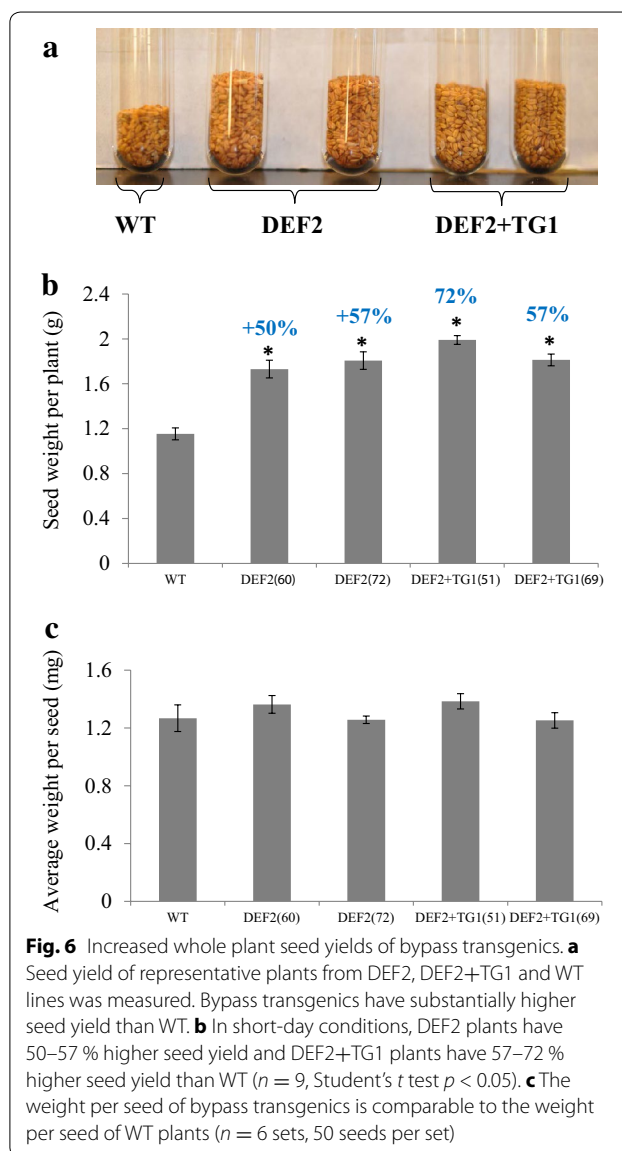 a
WT DEF2 DEF2+TG1
b
Seed weight per plant (g)
2.4
2
1.6
1.2
0.8
0.4
0
+50% +57% 72% 57%
* * * *
WT DEF2(60) DEF2(72) DEF2+TG1(51) DEF2+TG1(69)
c
Average weight per seed (mg)
1.6
1.2
0.8
0.4
0
WT DEF2(60) DEF2(72) DEF2+TG1(51) DEF2+TG1(69)
Fig. 6 Increased whole plant seed yields of bypass transgenics. a
Seed yield of representative plants from DEF2, DEF2+TG1 and WT
lines was measured. Bypass transgenics have substantially higher
seed yield than WT. b In short-day conditions, DEF2 plants have
50–57 % higher seed yield and DEF2+TG1 plants have 57–72 %
higher seed yield than WT (n = 9, Student's t test p < 0.05). c The
weight per seed of bypass transgenics is comparable to the weight
per seed of WT plants (n = 6 sets, 50 seeds per set)